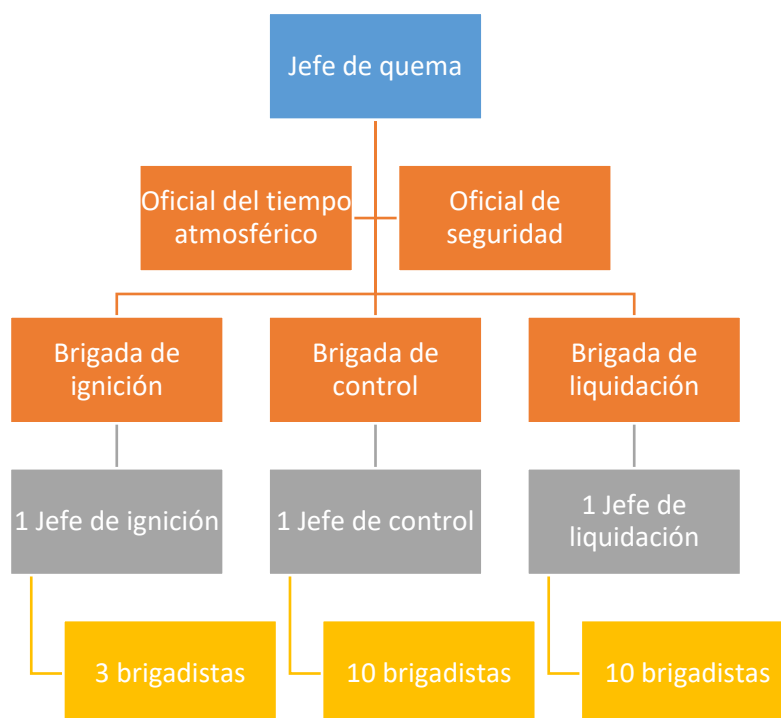 Jefe de quema
Oficial del tiempo
atmosférico
Oficial de
seguridad
Brigada de
ignición
Brigada de
control
Brigada de
liquidación
1 Jefe de ignición
1 Jefe de control
1 Jefe de
liquidación
3 brigadistas
10 brigadistas
10 brigadistas